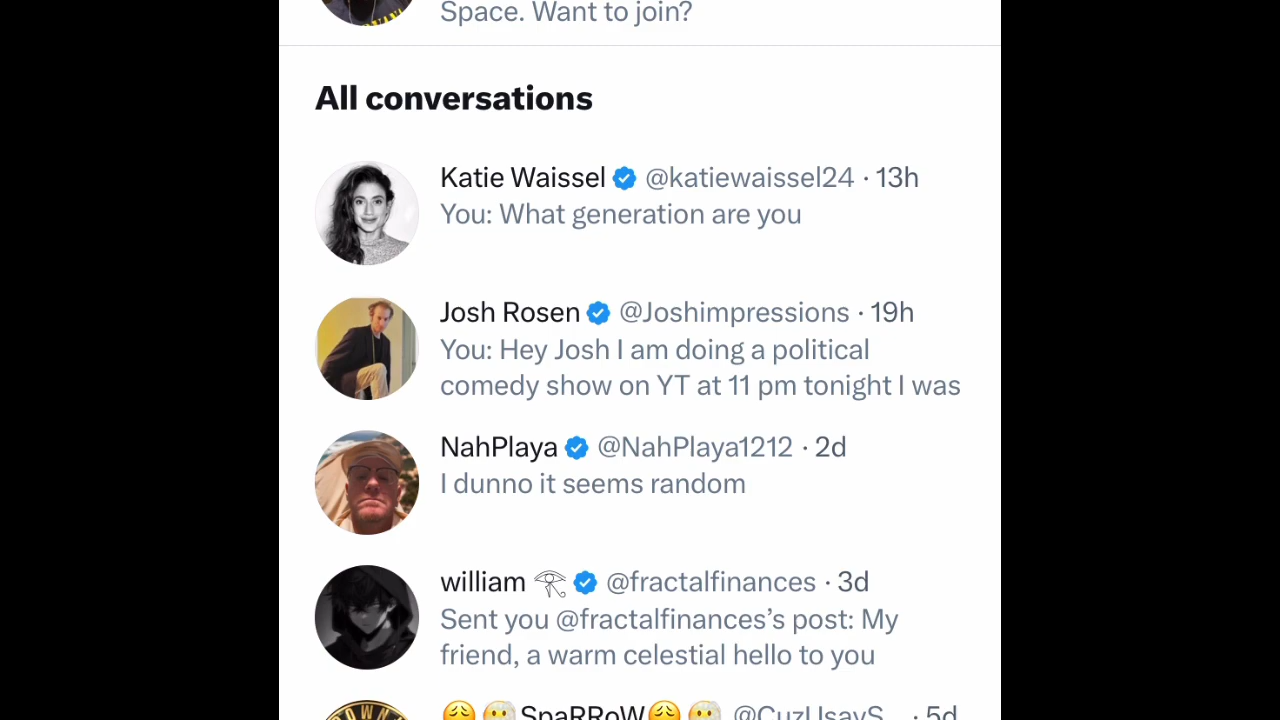 Space. Want to join?
All conversations
Katie Waissel @katiewaissel24 · 13h
You: What generation are you
Josh Rosen @Joshimpressions · 19h
You: Hey Josh I am doing a political
comedy show on YT at 11 pm tonight I was
NahPlaya @NahPlaya1212 · 2d
I dunno it seems random
william 𓂀 @fractalfinances · 3d
Sent you @fractalfinances’s post: My
friend, a warm celestial hello to you
SpaRRoW @CuzUsayS... · 5d